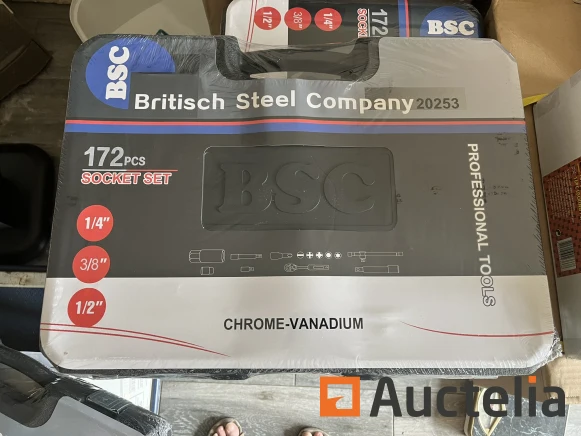 1/2"
3/8"
1/4"
172
SOCKE
BSC
Britisch Steel Company 20253
172 PCS
SOCKET SET
BSC
PROFESSIONAL TOOLS
1/4"
3/8"
1/2"
CHROME-VANADIUM
Auctelia